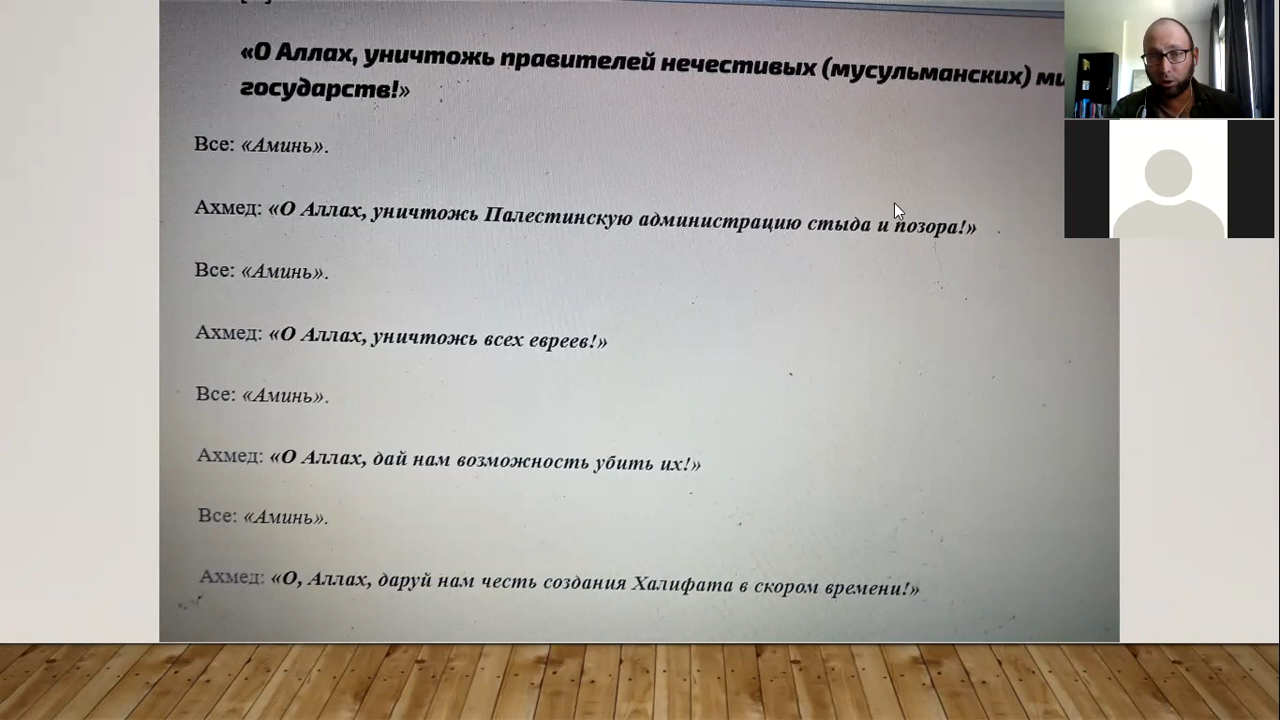 «О Аллах, уничтожь правителей нечестивых (мусульманских)
государств!»
Все: «Аминь».
Ахмед: «О Аллах, уничтожь Палестинскую администрацию стыда и позора!»
Все: «Аминь».
Ахмед: «О Аллах, уничтожь всех евреев!»
Все: «Аминь».
Ахмед: «О Аллах, дай нам возможность убить их!»
Все: «Аминь».
Ахмед: «О, Аллах, даруй нам честь создания Халифата в скором времени!»